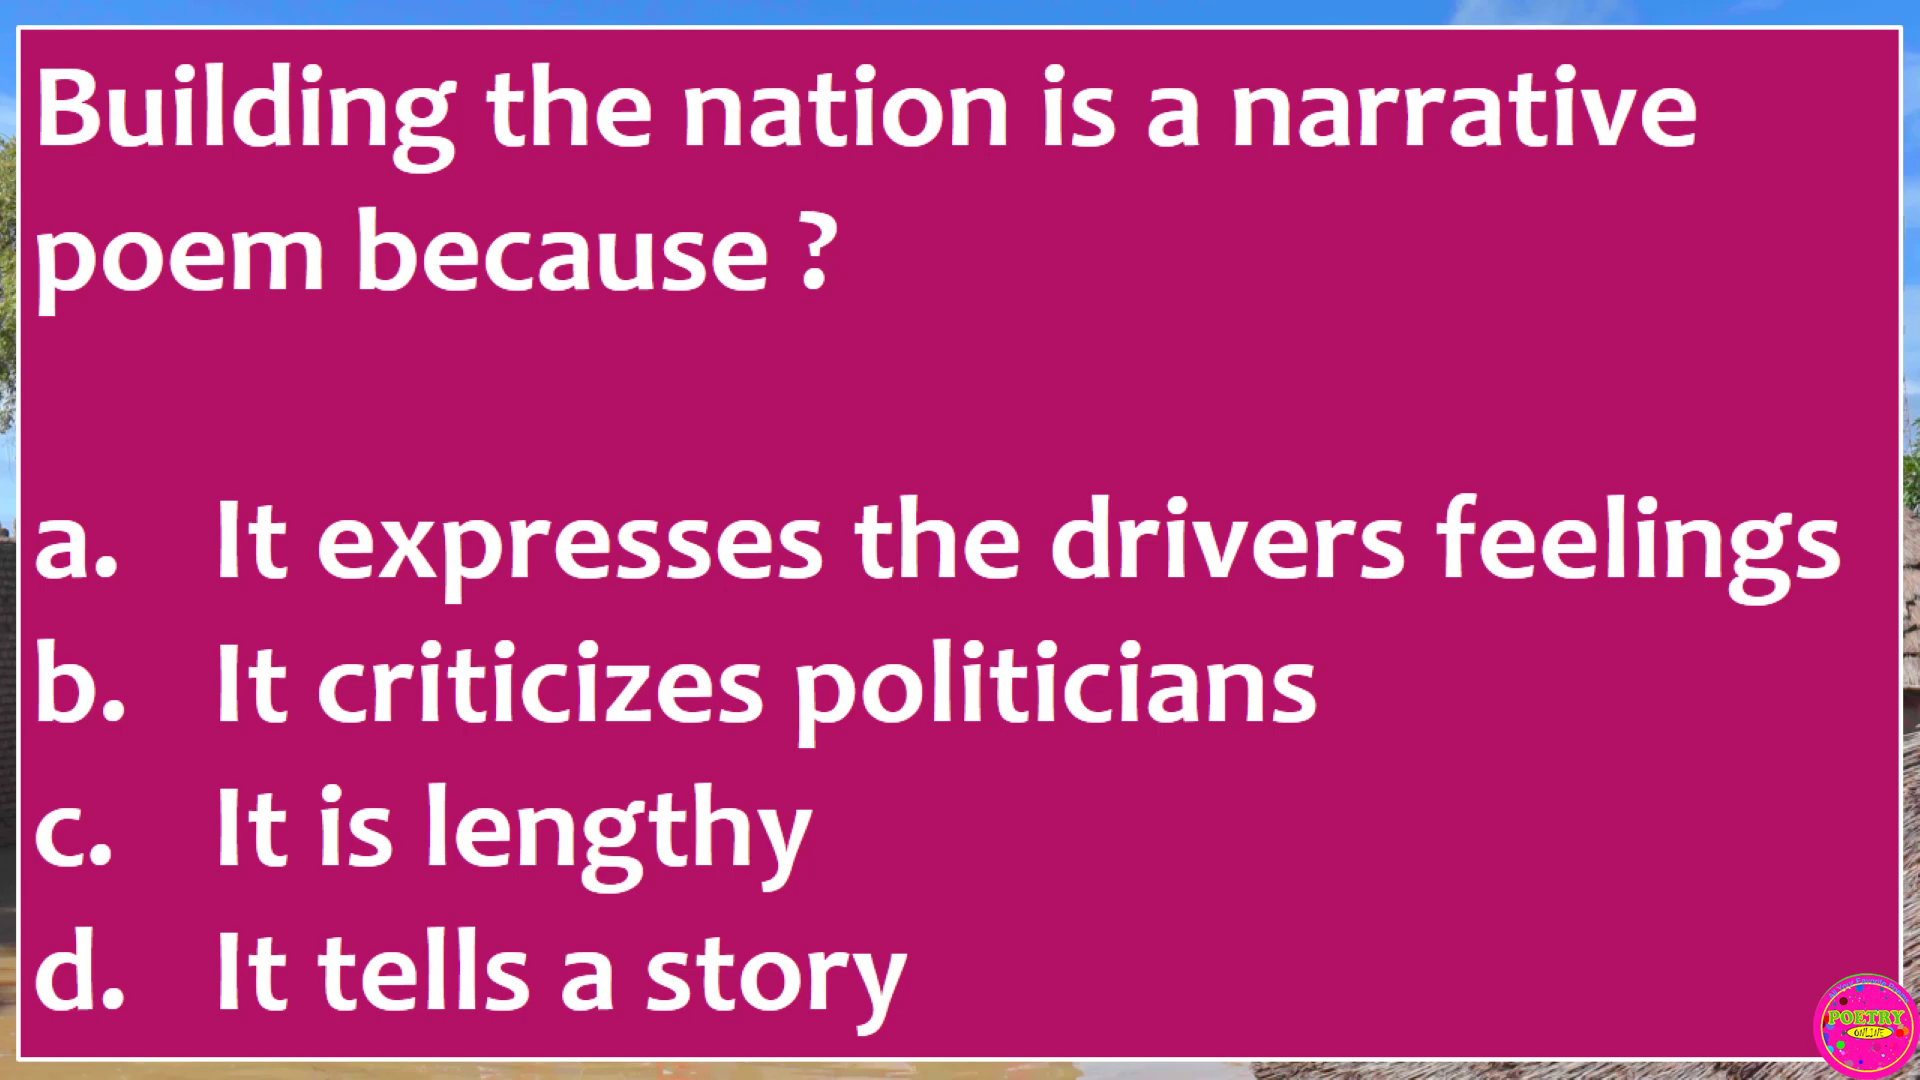 Building the nation is a narrative
poem because ?
a. It expresses the drivers feelings
b. It criticizes politicians
c. It is lengthy
d. It tells a story
POETRY
ONLINE